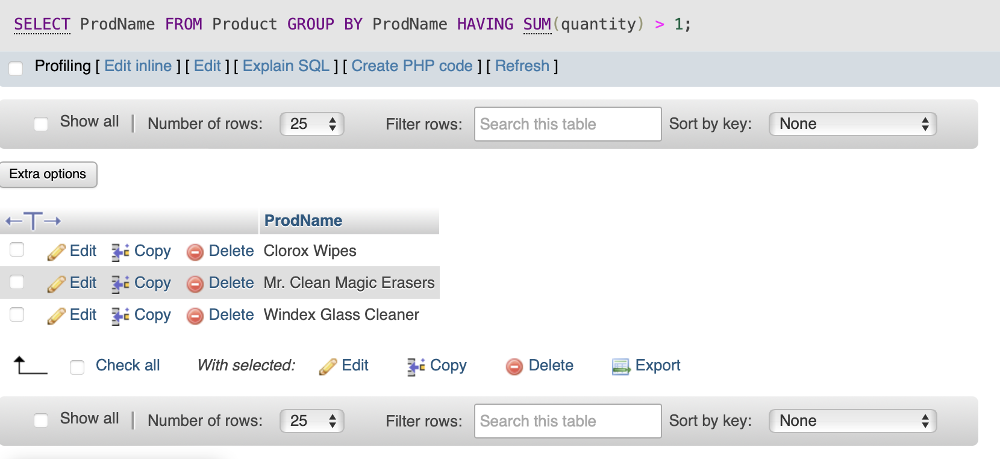 SELECT ProdName FROM Product GROUP BY ProdName HAVING SUM(quantity) > 1;
Profiling [ Edit inline ] [ Edit ] [ Explain SQL ] [ Create PHP code ] [ Refresh ]
Show all | Number of rows: 25 Filter rows: Search this table Sort by key: None
Extra options
←T→ ProdName
Edit Copy Delete Clorox Wipes
Edit Copy Delete Mr. Clean Magic Erasers
Edit Copy Delete Windex Glass Cleaner
Check all With selected: Edit Copy Delete Export
Show all | Number of rows: 25 Filter rows: Search this table Sort by key: None